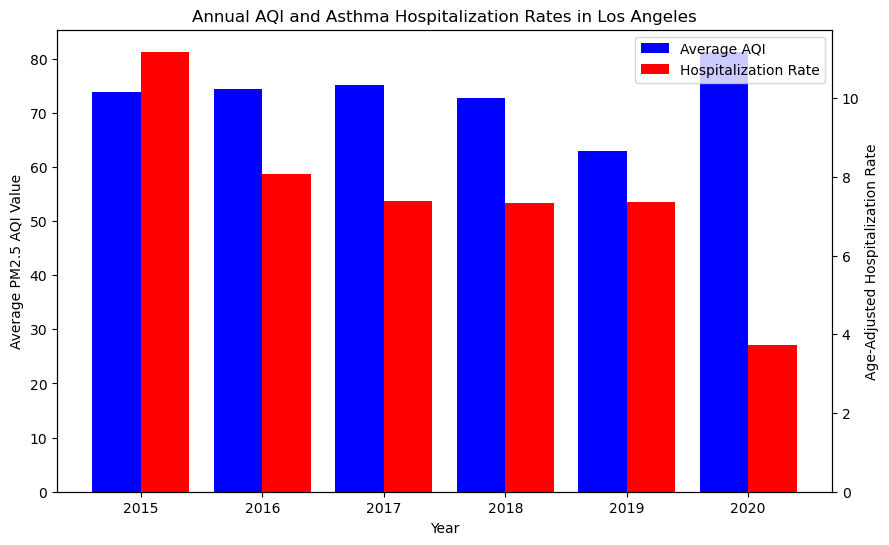 Annual AQI and Asthma Hospitalization Rates in Los Angeles
Average AQI
Hospitalization Rate
Average PM2.5 AQI Value
80
70
60
50
40
30
20
10
0
Age-Adjusted Hospitalization Rate
10
8
6
4
2
0
2015 2016 2017 2018 2019 2020
Year